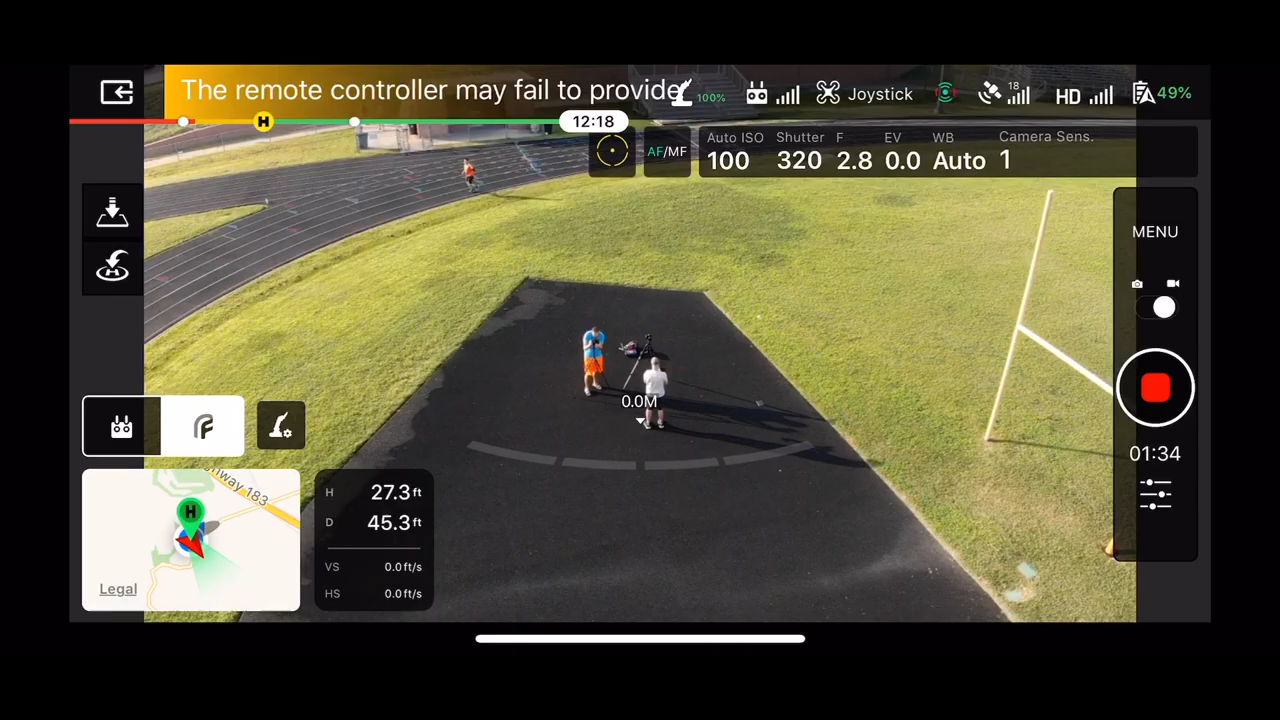 The remote controller may fail to provide
100%
Joystick
18
HD
49%
H
12:18
AF/MF
Auto ISO Shutter F EV WB Camera Sens.
100 320 2.8 0.0 Auto 1
MENU
0.0M
01:34
H 27.3 ft
D 45.3 ft
VS 0.0 ft/s
HS 0.0 ft/s
way 183
H
Legal